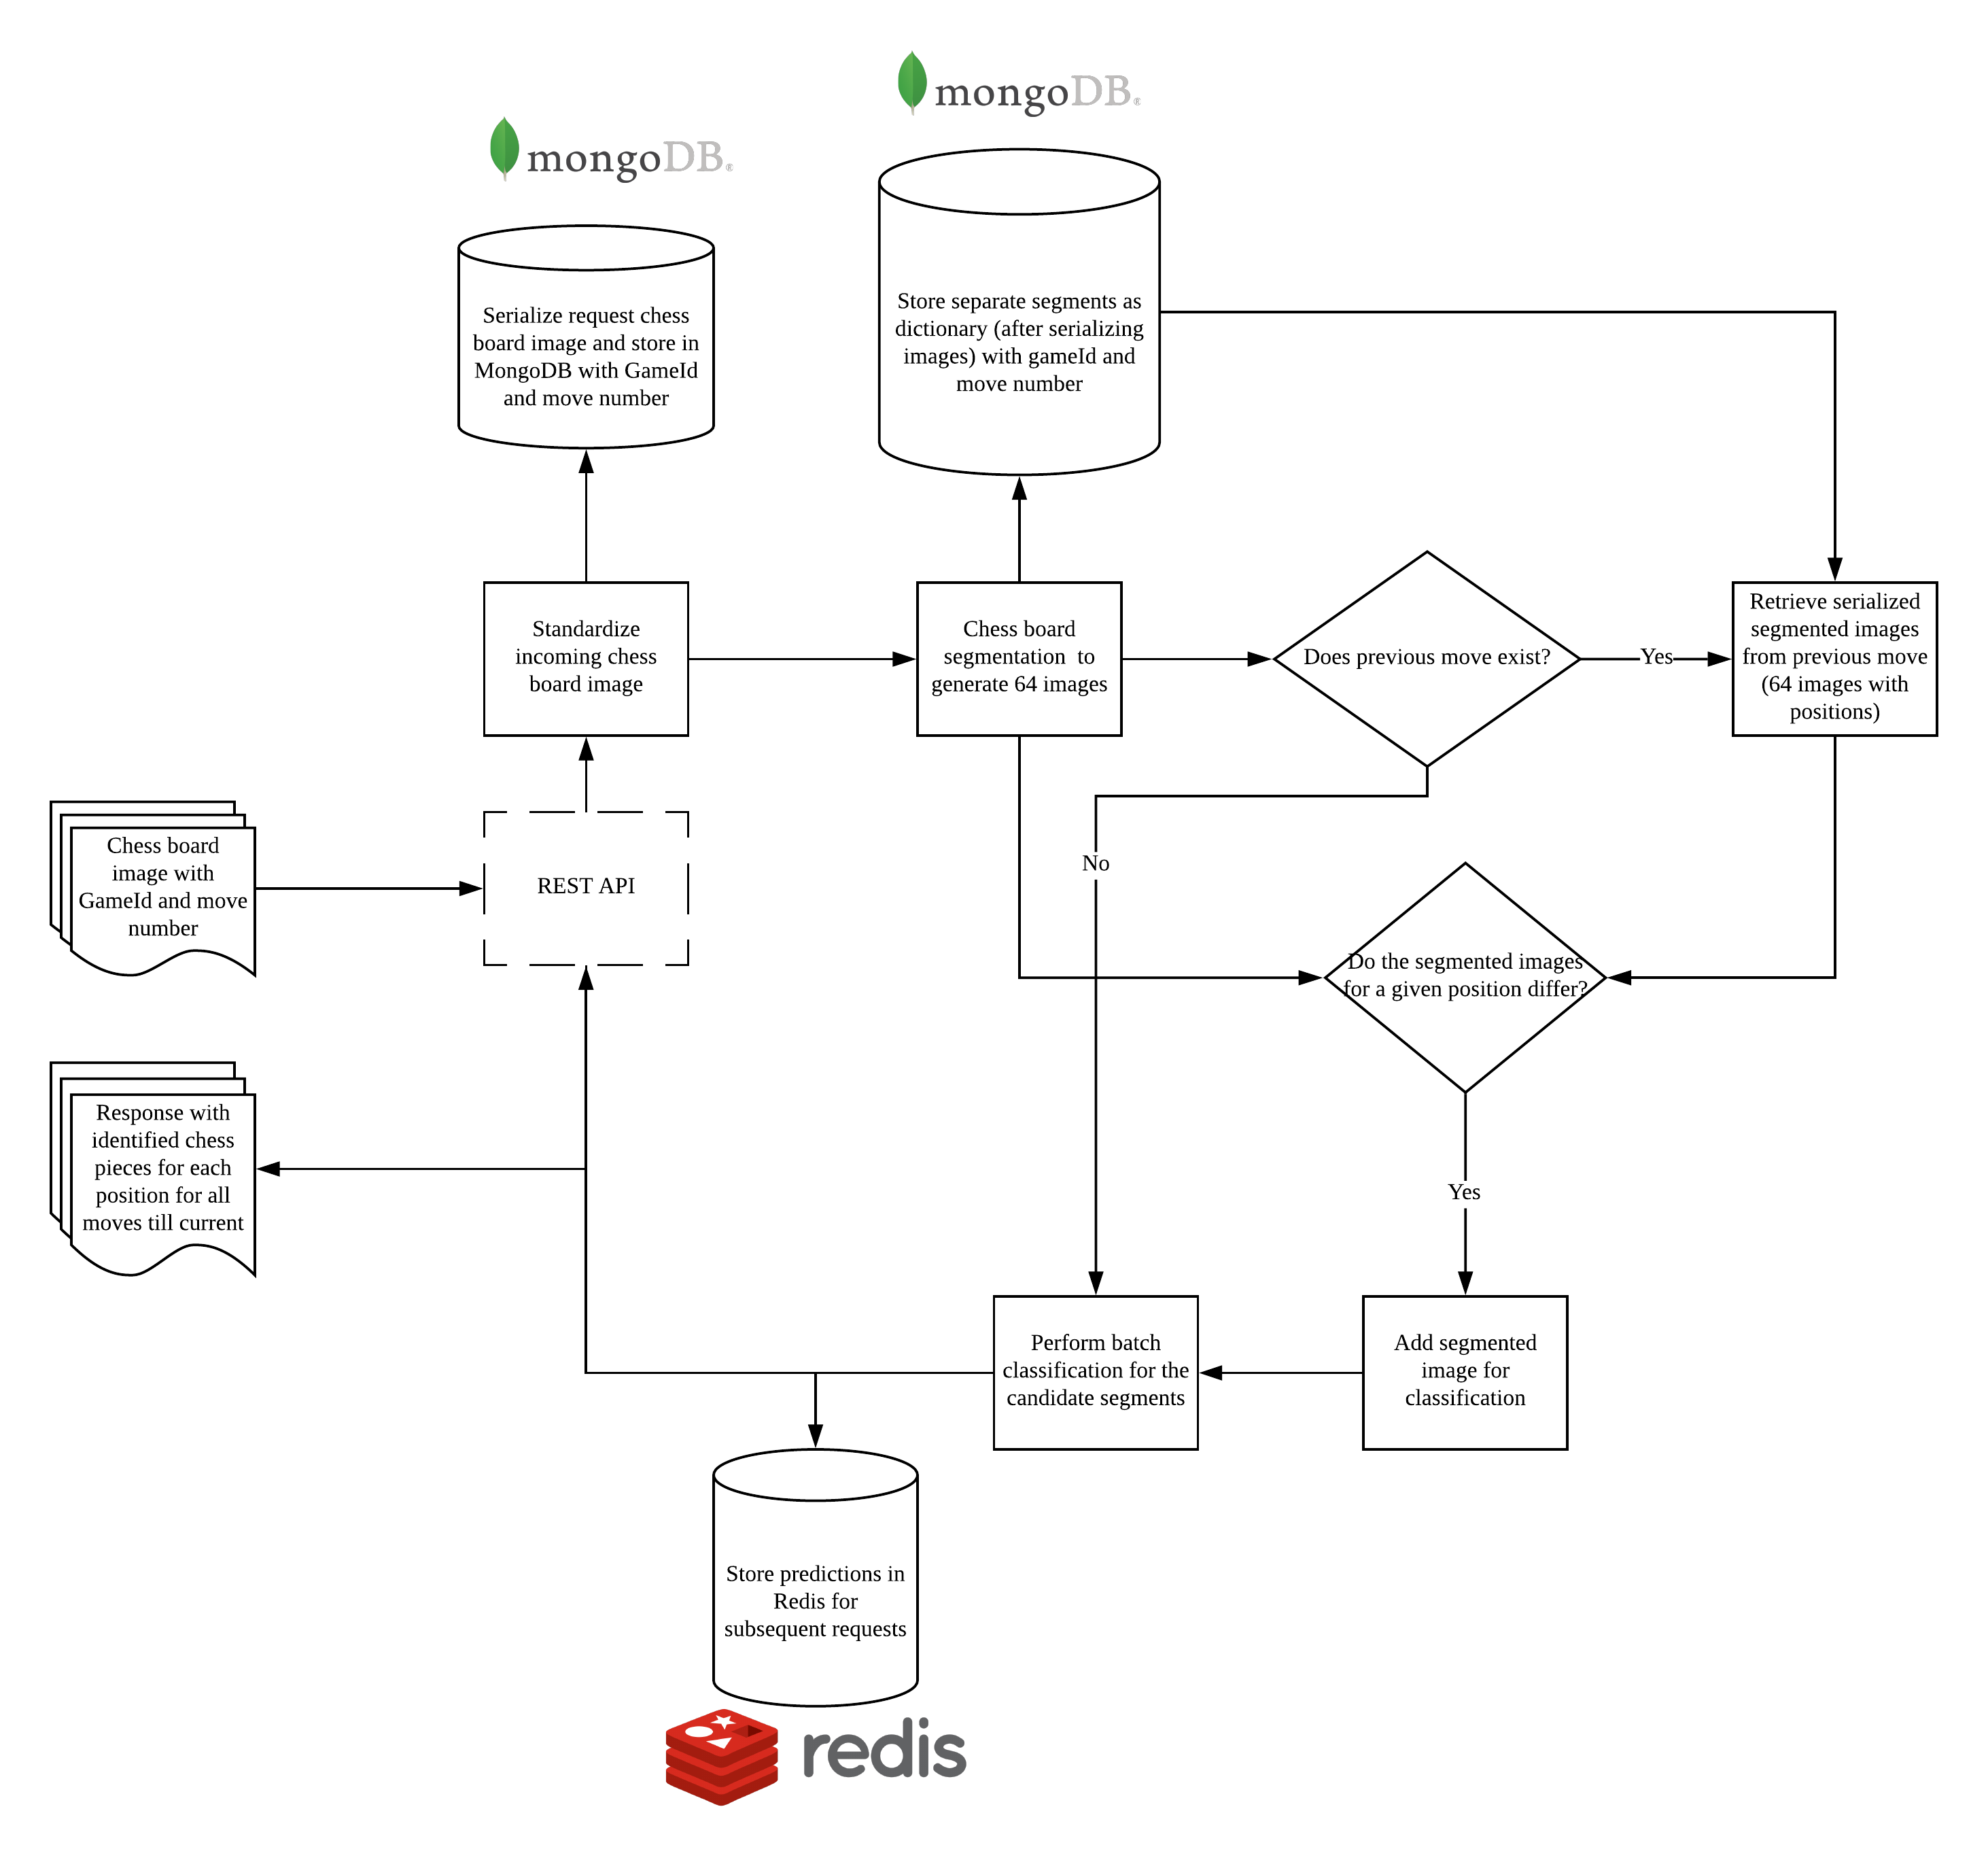 mongoDB®
mongoDB®
Serialize request chess
board image and store in
MongoDB with GameId
and move number
Store separate segments as
dictionary (after serializing
images) with gameId and
move number
Standardize
incoming chess
board image
Chess board
segmentation to
generate 64 images
Does previous move exist?
Yes
Retrieve serialized
segmented images
from previous move
(64 images with
positions)
Chess board
image with
GameId and move
number
REST API
No
Do the segmented images
for a given position differ?
Response with
identified chess
pieces for each
position for all
moves till current
Yes
Perform batch
classification for the
candidate segments
Add segmented
image for
classification
Store predictions in
Redis for
subsequent requests
redis